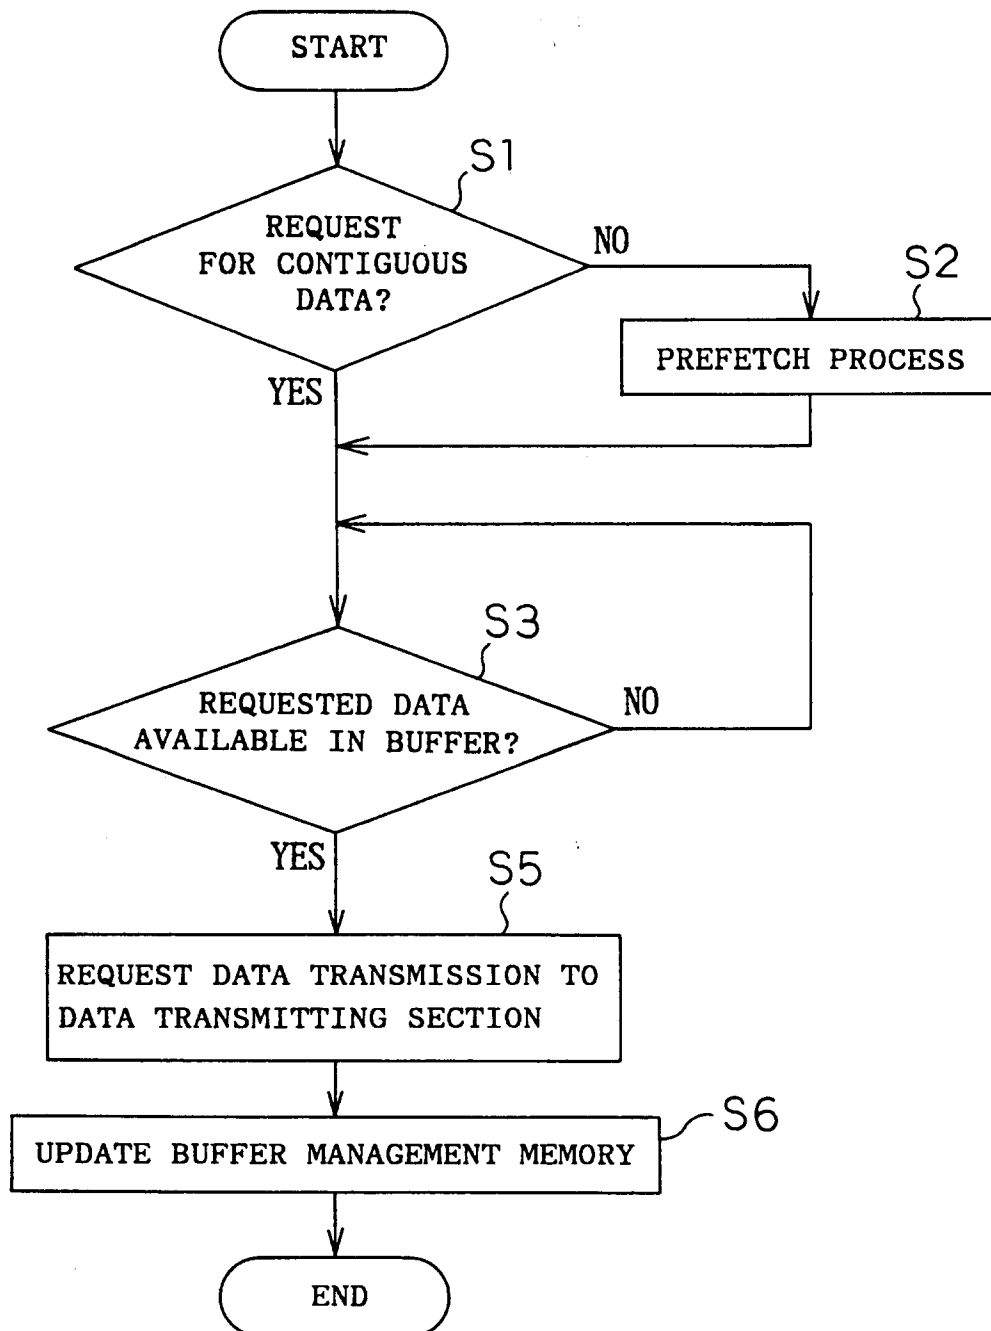 START
S1
REQUEST
FOR CONTIGUOUS
DATA?
NO
S2
PREFETCH PROCESS
YES
S3
REQUESTED DATA
AVAILABLE IN BUFFER?
NO
YES
S5
REQUEST DATA TRANSMISSION TO
DATA TRANSMITTING SECTION
S6
UPDATE BUFFER MANAGEMENT MEMORY
END